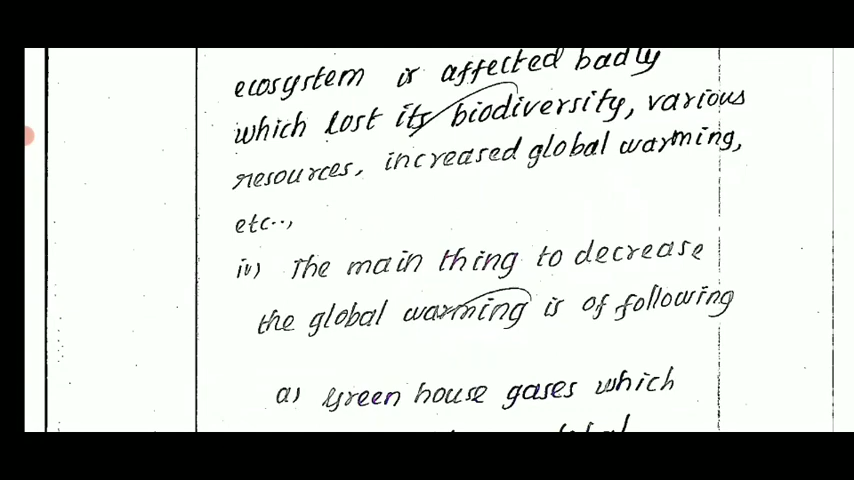 ecosystem is affected badly
which lost its biodiversity, various
resources, increased global warming,
etc..,
iv) The main thing to decrease
the global warming is of following
a) Green house gases which